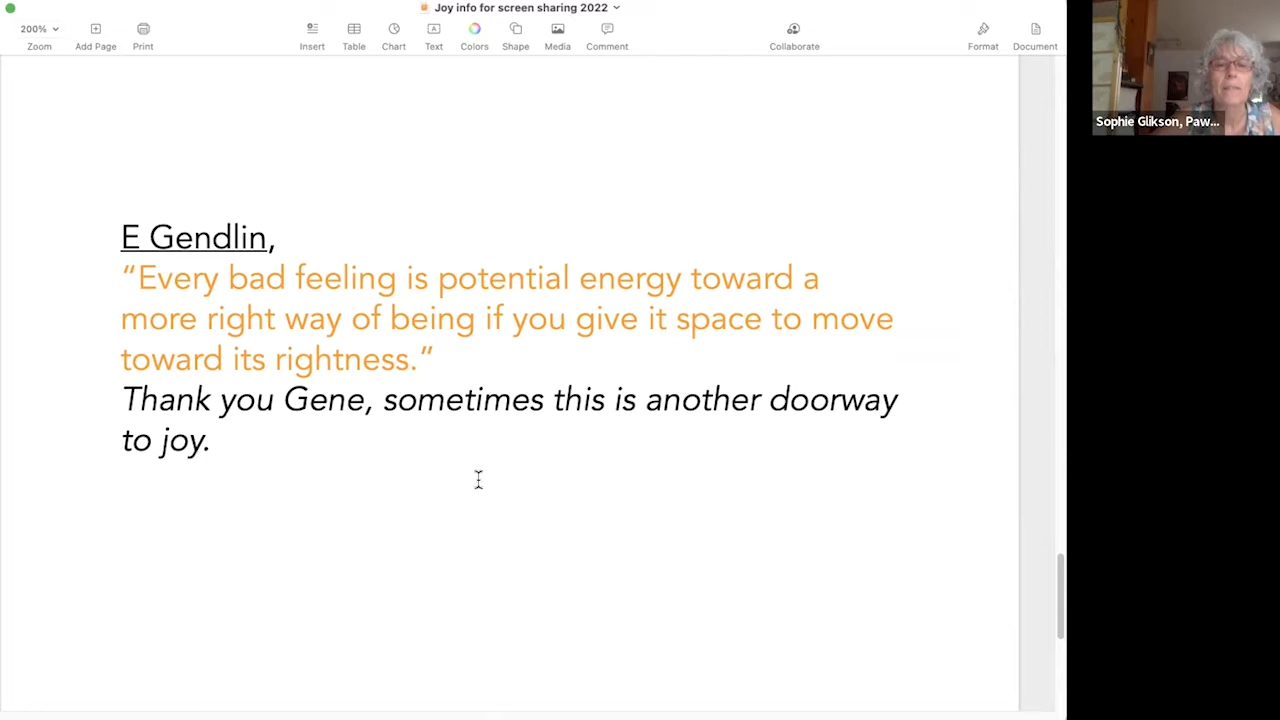 Joy info for screen sharing 2022
200%
Zoom
Add Page
Print
Insert
Table
Chart
Text
Colors
Shape
Media
Comment
Collaborate
Format
Document
Sophie Glikson, Paw...
E Gendlin,
“Every bad feeling is potential energy toward a
more right way of being if you give it space to move
toward its rightness.”
Thank you Gene, sometimes this is another doorway
to joy.